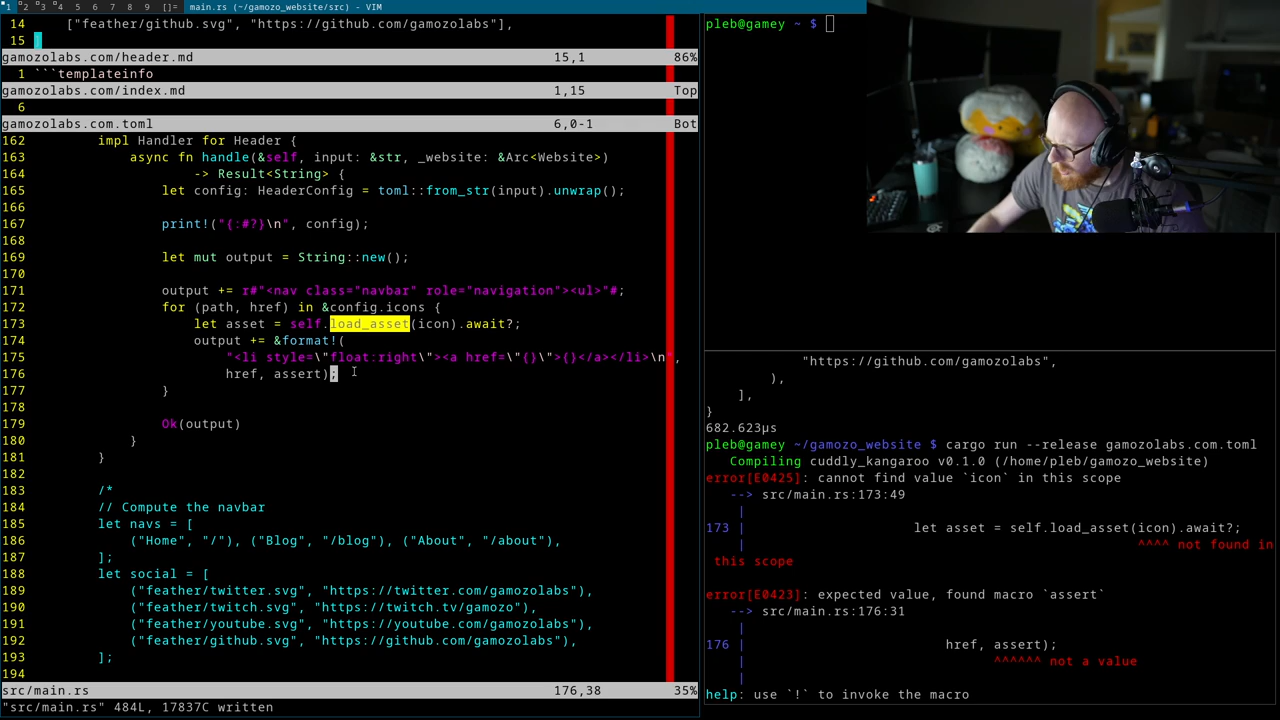 1 2 3 4 5 6 7 8 9 []= main.rs (~/gamozo_website/src) - VIM
14 ["feather/github.svg", "https://github.com/gamozolabs"],
15 ]
gamozolabs.com/header.md 15,1 86%
1 ```templateinfo
gamozolabs.com/index.md 1,15 Top
6
gamozolabs.com.toml 6,0-1 Bot
162 impl Handler for Header {
163 async fn handle(&self, input: &str, _website: &Arc<Website>)
164 -> Result<String> {
165 let config: HeaderConfig = toml::from_str(input).unwrap();
166
167 print!("{:#?}\n", config);
168
169 let mut output = String::new();
170
171 output += r#"<nav class="navbar" role="navigation"><ul>"#;
172 for (path, href) in &config.icons {
173 let asset = self.load_asset(icon).await?;
174 output += &format!(
175 "<li style=\"float:right\"><a href=\"{}\">{}</a></li>\n",
176 href, assert);
177 }
178
179 Ok(output)
180 }
181 }
182
183 /*
184 // Compute the navbar
185 let navs = [
186 ("Home", "/"), ("Blog", "/blog"), ("About", "/about"),
187 ];
188 let social = [
189 ("feather/twitter.svg", "https://twitter.com/gamozolabs"),
190 ("feather/twitch.svg", "https://twitch.tv/gamozo"),
191 ("feather/youtube.svg", "https://youtube.com/gamozolabs"),
192 ("feather/github.svg", "https://github.com/gamozolabs"),
193 ];
194
src/main.rs 176,38 35%
"src/main.rs" 484L, 17837C written
pleb@gamey ~ $
"https://github.com/gamozolabs",
),
],
}
682.623µs
pleb@gamey ~/gamozo_website $ cargo run --release gamozolabs.com.toml
Compiling cuddly_kangaroo v0.1.0 (/home/pleb/gamozo_website)
error[E0425]: cannot find value `icon` in this scope
--> src/main.rs:173:49
|
173 | let asset = self.load_asset(icon).await?;
| ^^^^ not found in
this scope
error[E0423]: expected value, found macro `assert`
--> src/main.rs:176:31
|
176 | href, assert);
| ^^^^^^ not a value
|
help: use `!` to invoke the macro